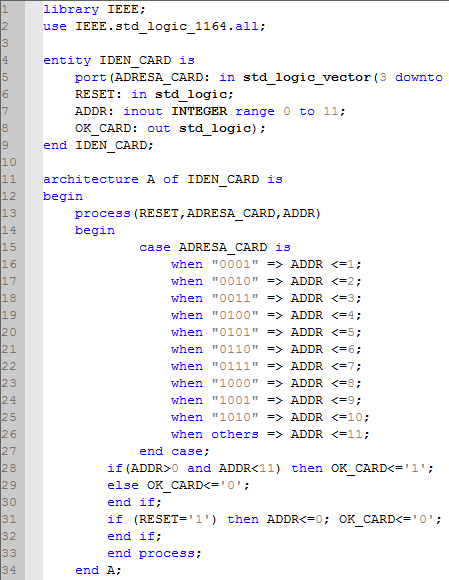 1 library IEEE;
2 use IEEE.std_logic_1164.all;
3
4 entity IDEN_CARD is
5 port(ADRESA_CARD: in std_logic_vector(3 downto
6 RESET: in std_logic;
7 ADDR: inout INTEGER range 0 to 11;
8 OK_CARD: out std_logic);
9 end IDEN_CARD;
10
11 architecture A of IDEN_CARD is
12 begin
13 process(RESET,ADRESA_CARD,ADDR)
14 begin
15 case ADRESA_CARD is
16 when "0001" => ADDR <=1;
17 when "0010" => ADDR <=2;
18 when "0011" => ADDR <=3;
19 when "0100" => ADDR <=4;
20 when "0101" => ADDR <=5;
21 when "0110" => ADDR <=6;
22 when "0111" => ADDR <=7;
23 when "1000" => ADDR <=8;
24 when "1001" => ADDR <=9;
25 when "1010" => ADDR <=10;
26 when others => ADDR <=11;
27 end case;
28 if(ADDR>0 and ADDR<11) then OK_CARD<='1';
29 else OK_CARD<='0';
30 end if;
31 if (RESET='1') then ADDR<=0; OK_CARD<='0';
32 end if;
33 end process;
34 end A;